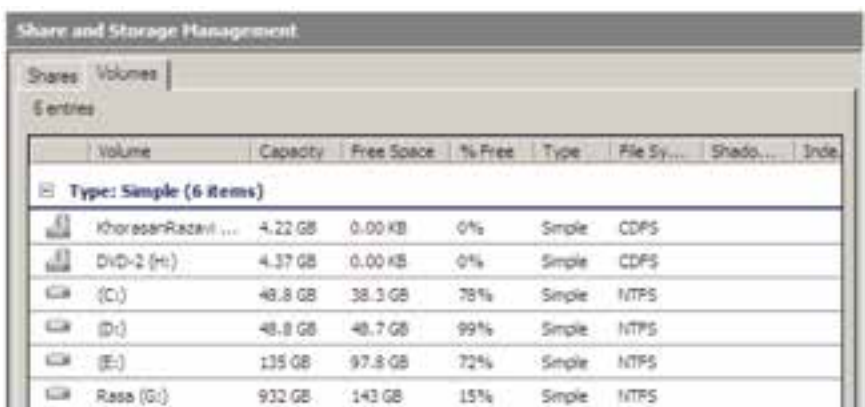 Share and Storage Management
Shares Volumes
6 entries
Volume Capacity Free Space % Free Type File Sy... Shado... Inde.
Type: Simple (6 items)
KhorasanRazavi ... 4.22 GB 0.00 KB 0% Simple CDFS
DVD-2 (H:) 4.37 GB 0.00 KB 0% Simple CDFS
(C:) 48.8 GB 38.3 GB 78% Simple NTFS
(D:) 48.8 GB 48.7 GB 99% Simple NTFS
(E:) 135 GB 97.8 GB 72% Simple NTFS
Rasa (G:) 932 GB 143 GB 15% Simple NTFS